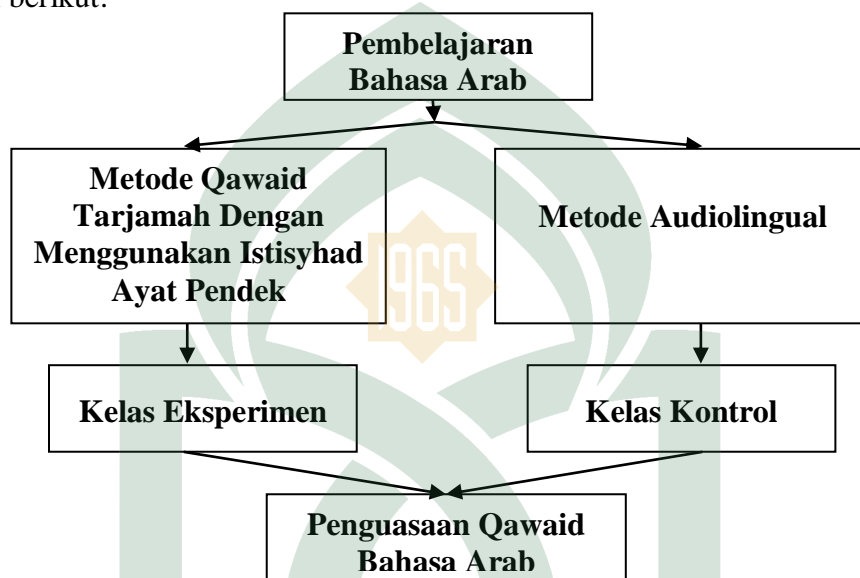 berikut:
Pembelajaran
Bahasa Arab
Metode Qawaid
Tarjamah Dengan
Menggunakan Istisyhad
Ayat Pendek
Metode Audiolingual
1965
Kelas Eksperimen
Kelas Kontrol
Penguasaan Qawaid
Bahasa Arab